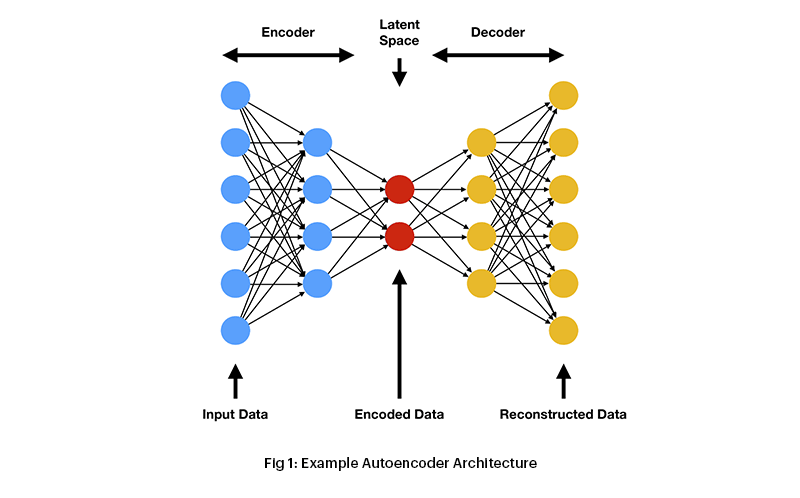 Encoder
Latent
Space
Decoder
Input Data
Encoded Data
Reconstructed Data
Fig 1: Example Autoencoder Architecture